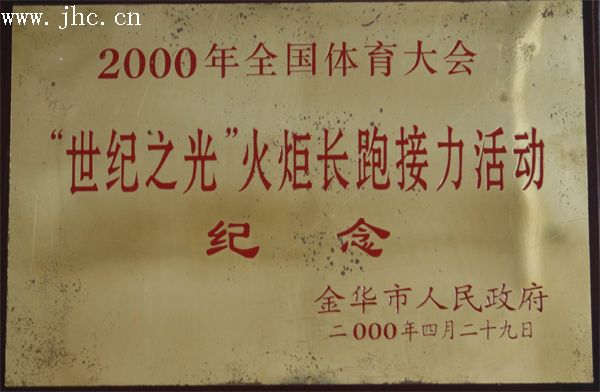 www.jhc.cn
2000年全国体育大会
“世纪之光”火炬长跑接力活动
纪念
金华市人民政府
二000年四月二十九日